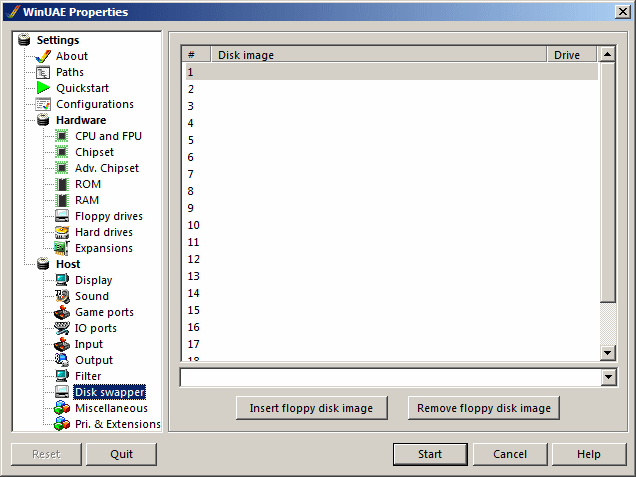 WinUAE Properties
Settings
About
Paths
Quickstart
Configurations
Hardware
CPU and FPU
Chipset
Adv. Chipset
ROM
RAM
Floppy drives
Hard drives
Expansions
Host
Display
Sound
Game ports
IO ports
Input
Output
Filter
Disk swapper
Miscellaneous
Pri. & Extensions
# Disk image Drive
1
2
3
4
5
6
7
8
9
10
11
12
13
14
15
16
17
18
Insert floppy disk image Remove floppy disk image
Reset Quit Start Cancel Help